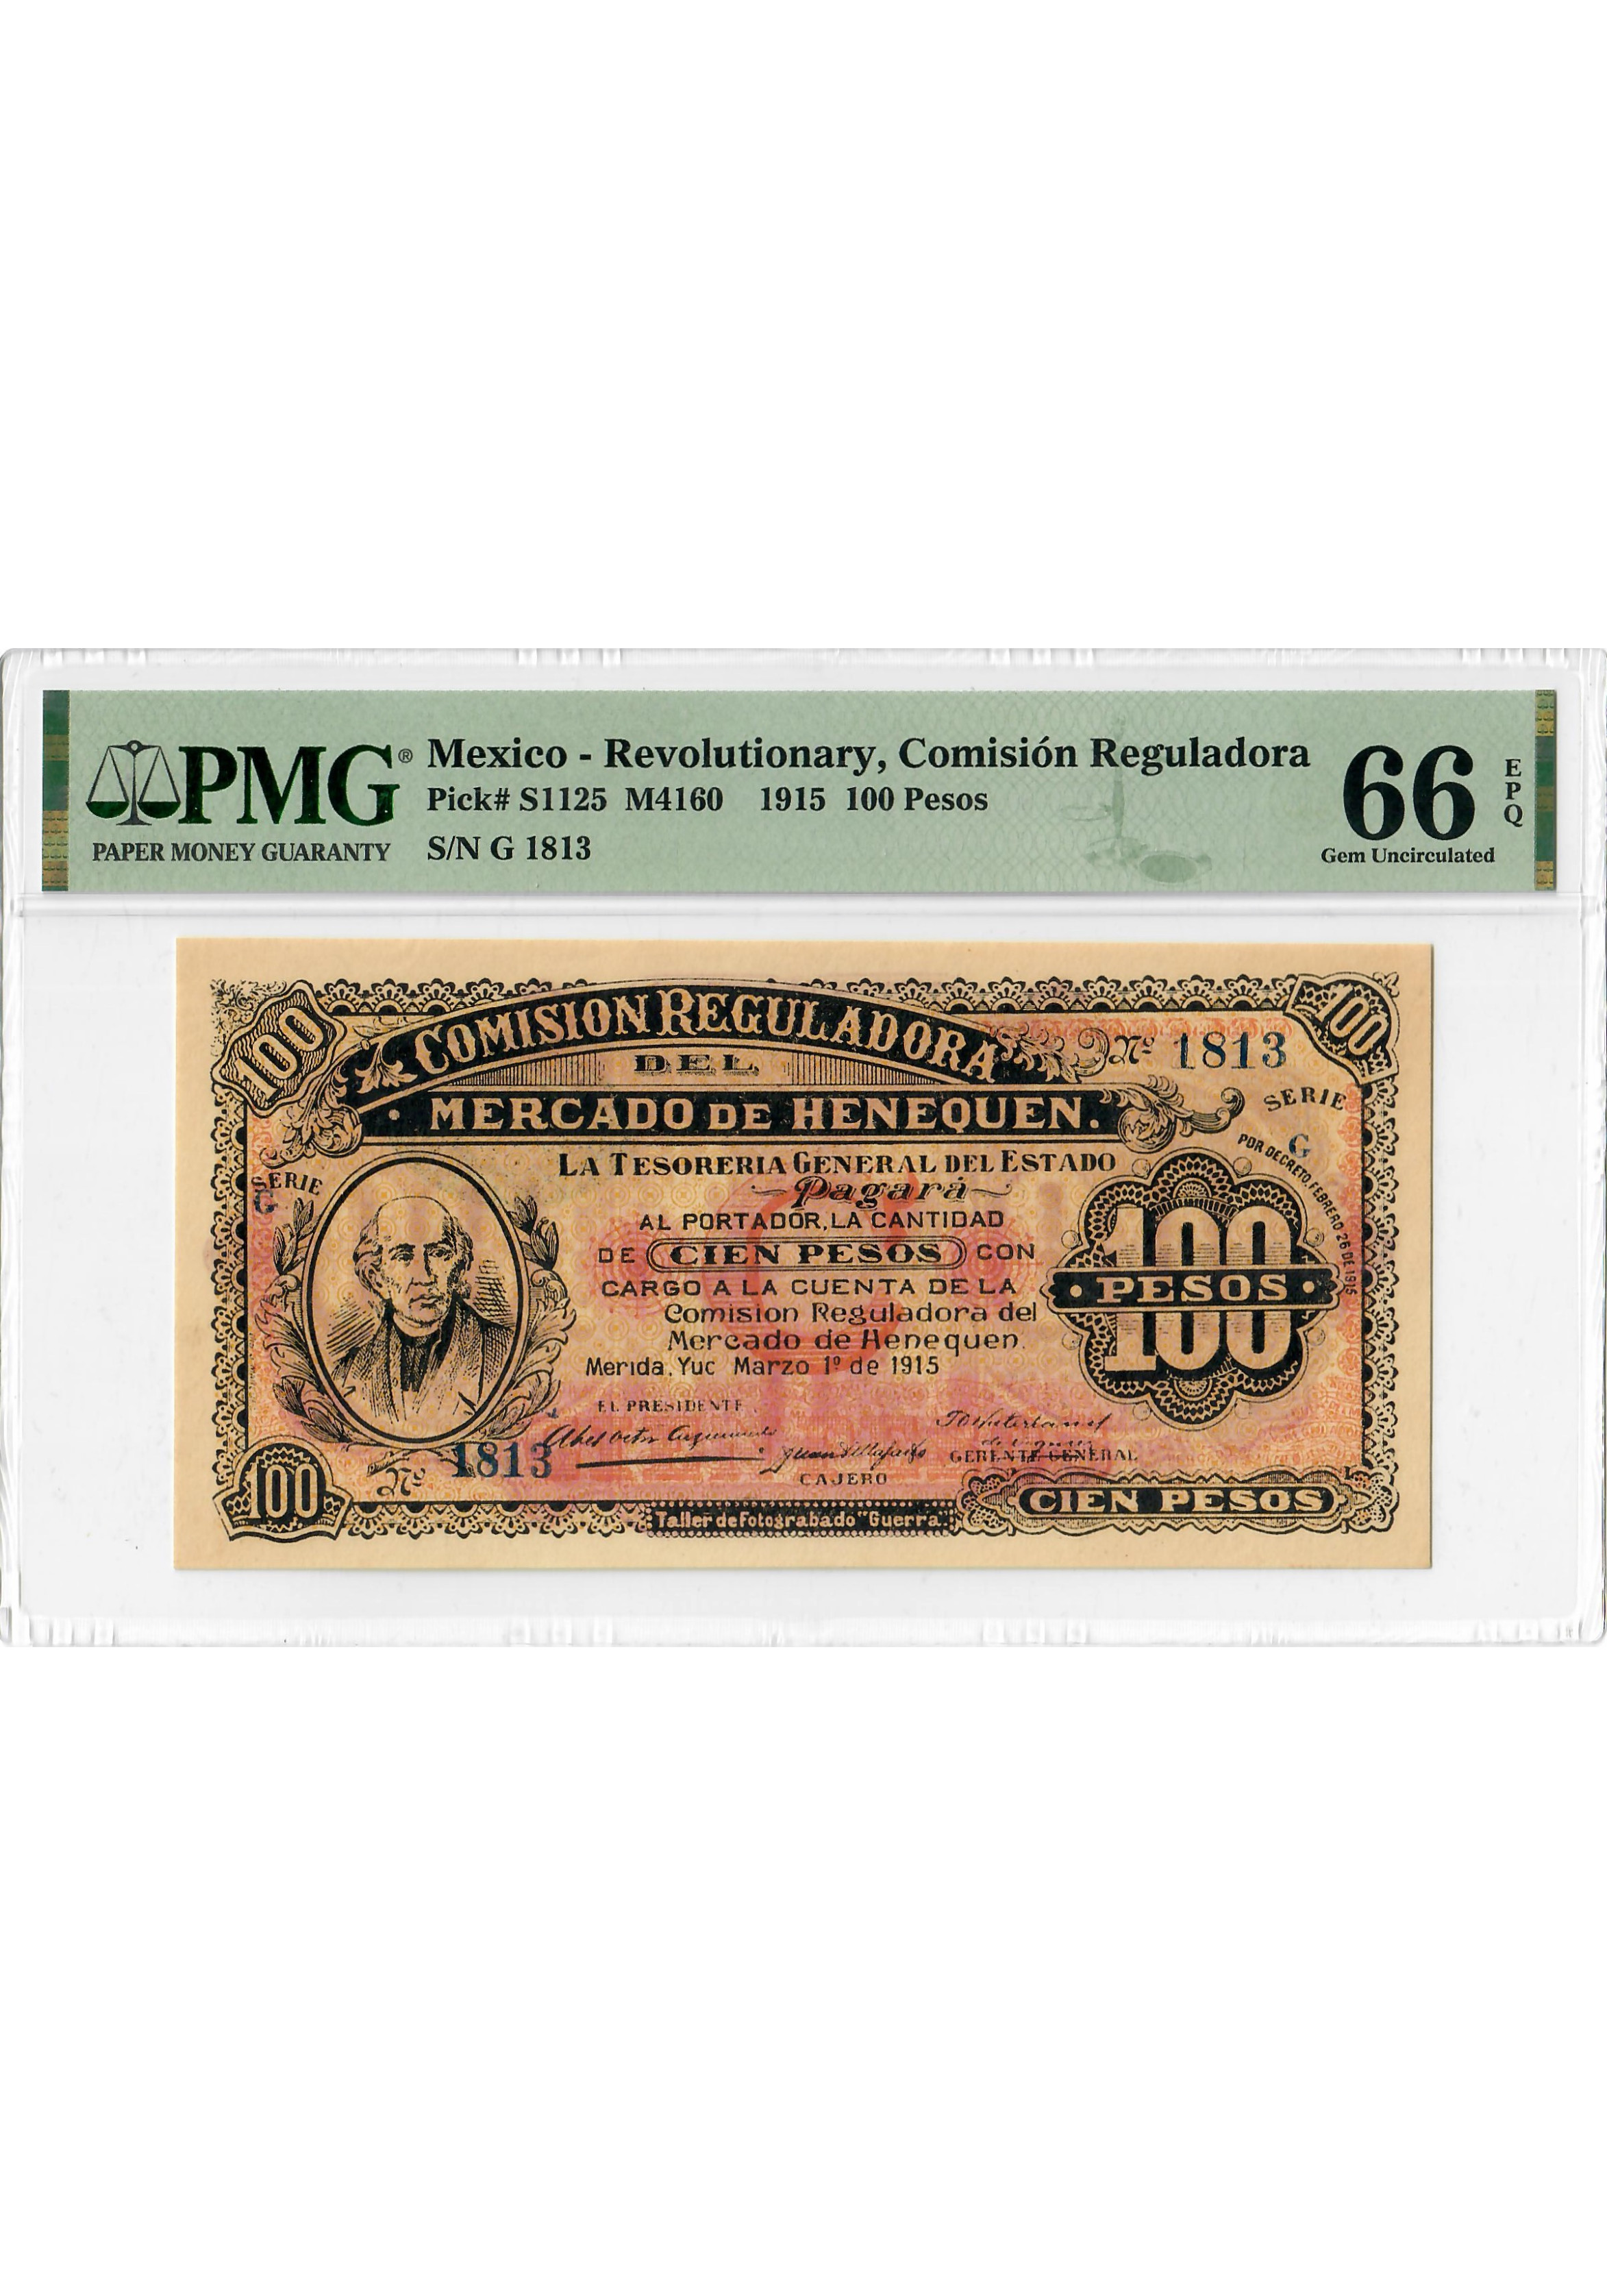 PMG®
PAPER MONEY GUARANTY
Mexico - Revolutionary, Comisión Reguladora
Pick# S1125 M4160 1915 100 Pesos
S/N G 1813
66
EPQ
Gem Uncirculated
100
COMISION REGULADORA
100
DEL
Nº 1813
MERCADO DE HENEQUEN.
SERIE
G
POR DECRETO, FEBRERO 26 DE 1915
LA TESORERIA GENERAL DEL ESTADO
Pagará
SERIE
G
AL PORTADOR, LA CANTIDAD
DE CIEN PESOS CON
CARGO A LA CUENTA DE LA
Comision Reguladora del
Mercado de Henequen.
Merida, Yuc Marzo 1º de 1915
100
PESOS
EL PRESIDENTE
GERENTE GENERAL
CAJERO
Nº 1813
100
CIEN PESOS
Taller de Fotograbado "Guerra"